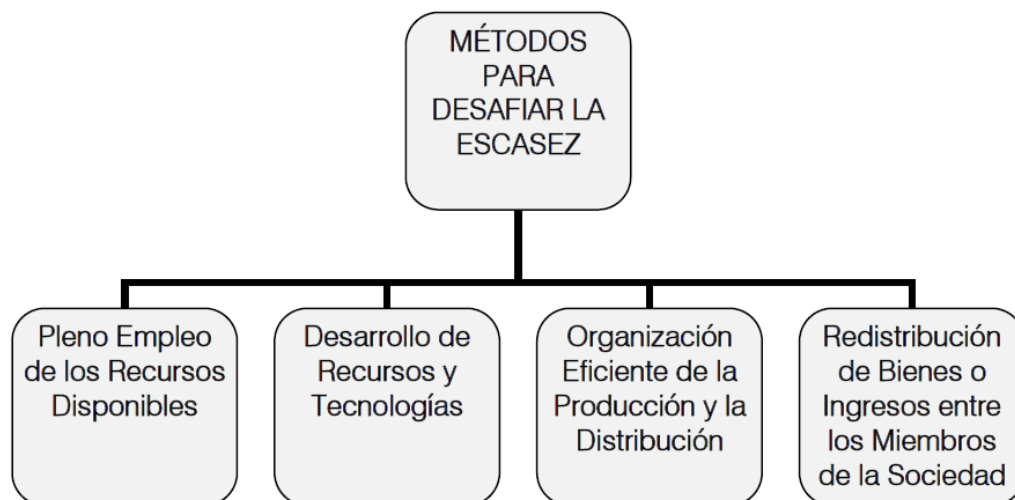 MÉTODOS
PARA
DESAFIAR LA
ESCASEZ
Pleno Empleo
de los Recursos
Disponibles
Desarrollo de
Recursos y
Tecnologías
Organización
Eficiente de la
Producción y la
Distribución
Redistribución
de Bienes o
Ingresos entre
los Miembros
de la Sociedad